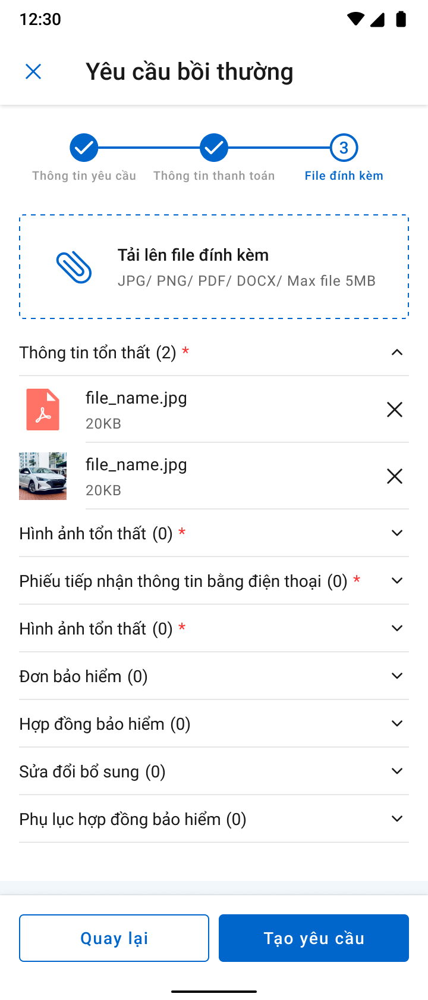 12:30
Yêu cầu bồi thường
3
Thông tin yêu cầu
Thông tin thanh toán
File đính kèm
Tải lên file đính kèm
JPG/ PNG/ PDF/ DOCX/ Max file 5MB
Thông tin tổn thất (2) *
file_name.jpg
20KB
file_name.jpg
20KB
Hình ảnh tổn thất (0) *
Phiếu tiếp nhận thông tin bằng điện thoại (0) *
Hình ảnh tổn thất (0) *
Đơn bảo hiểm (0)
Hợp đồng bảo hiểm (0)
Sửa đổi bổ sung (0)
Phụ lục hợp đồng bảo hiểm (0)
Quay lại
Tạo yêu cầu